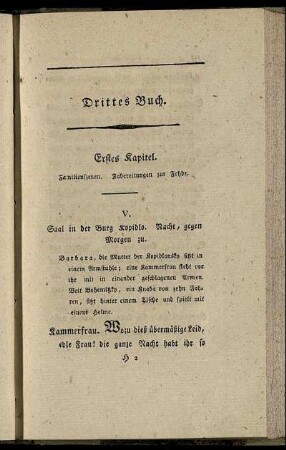 Drittes Buch.
Erstes Kapitel.
Familienscenen. Zubereitungen zur Fehde.
V.
Saal in der Burg Kopidlo. Nacht, gegen
Morgen zu.
Barbara, die Mutter der Kopidlansky sitzt in
einem Armstuhle; eine Kammerfrau steht vor
ihr mit in einander geschlagenen Armen.
Veit Bohenitzky, ein Knabe von zehn Jah-
ren, sitzt hinter einem Tische und spielt mit
einem Helme.
Kammerfrau. Wozu dieß übermäßige Leid,
edle Frau! die ganze Nacht habt ihr so
H 2